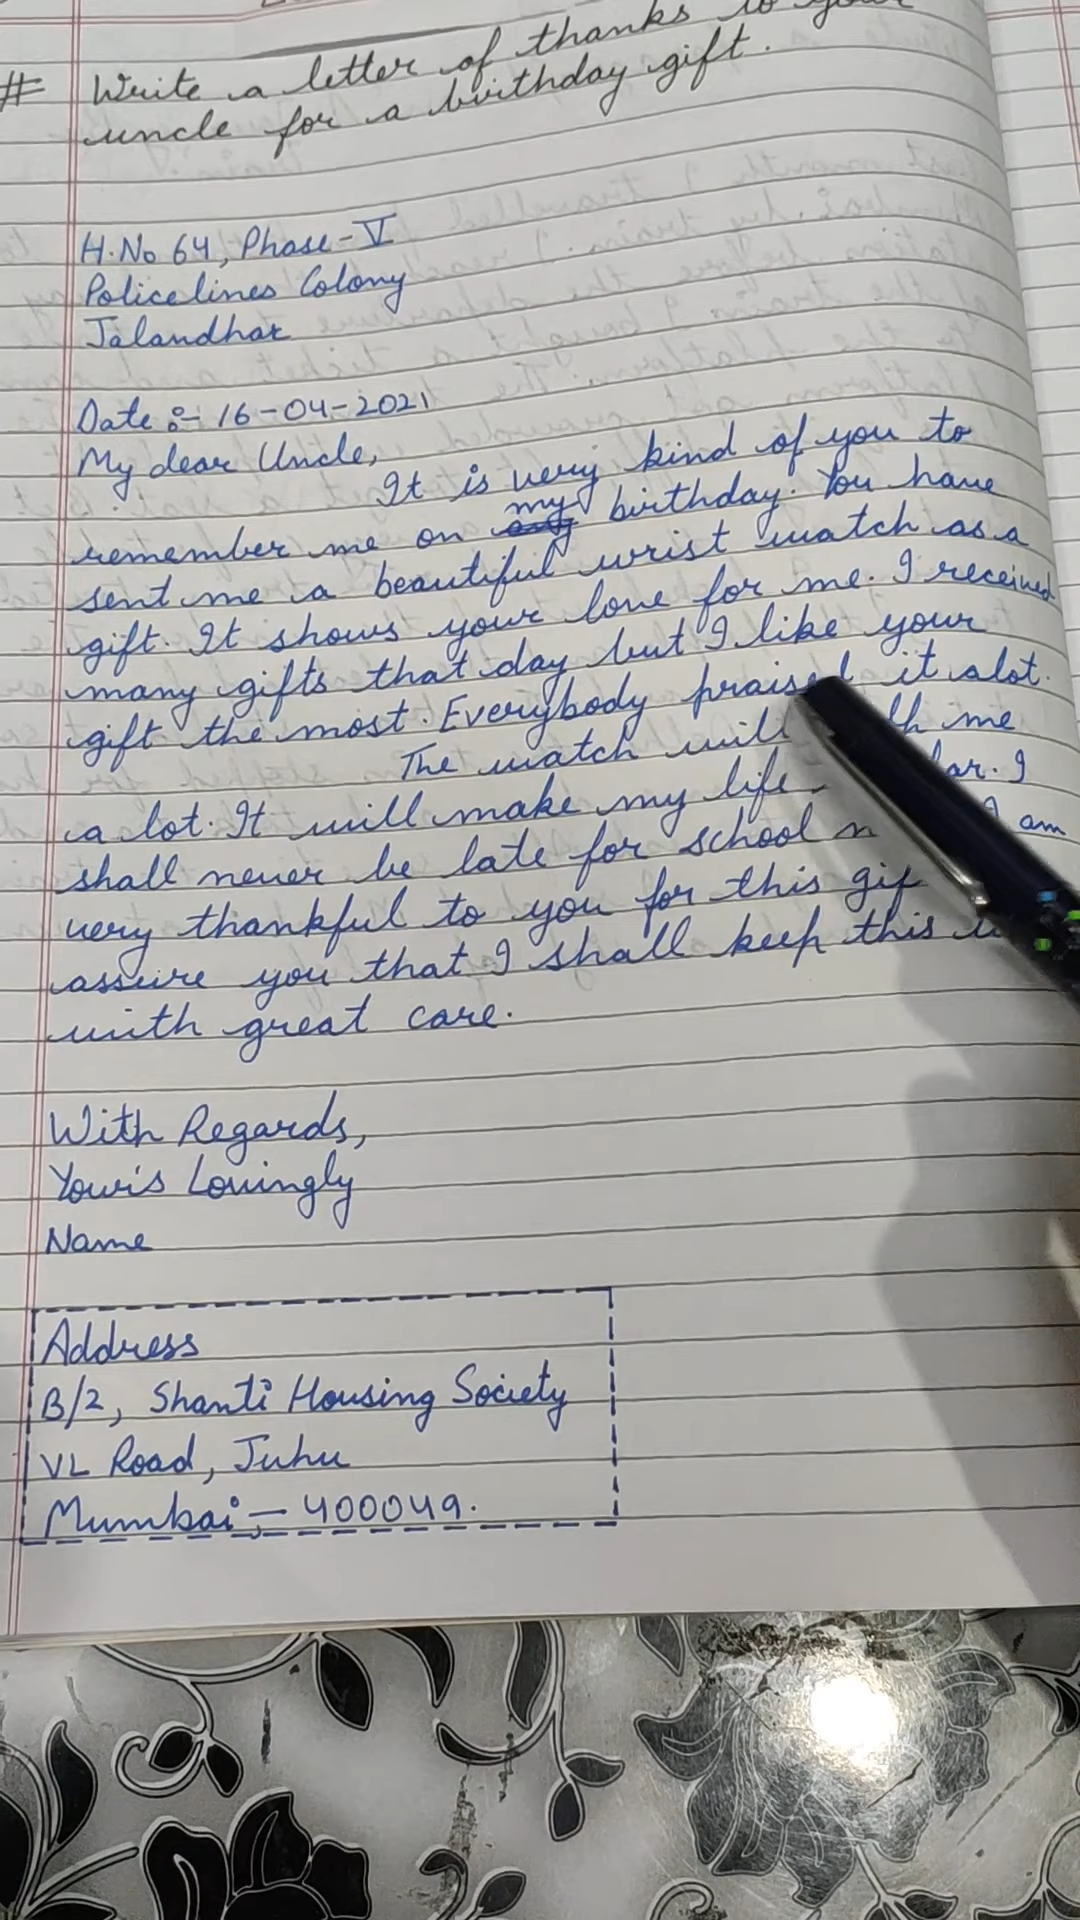 # Write a letter of thanks to your
uncle for a birthday gift.
H.No 64, Phase-V
Policelines Colony
Jalandhar
Date :- 16-04-2021
My dear Uncle,
It is very kind of you to
remember me on my birthday. You have
sent me a beautiful wrist watch as a
gift. It shows your love for me. I received
many gifts that day but I like your
gift the most. Everybody praised it alot.
The watch will me
a lot. It will make my life I
shall never be late for school I am
very thankful to you for this
assure you that I shall keep this
with great care.
With Regards,
Your's Lovingly
Name
Address
B/2, Shanti Housing Society
VL Road, Juhu
Mumbai,- 400049.